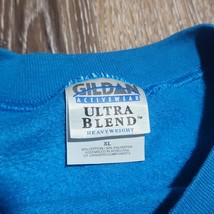 GILDAN
ACTIVEWEAR
ULTRA
BLEND
HEAVYWEIGHT
XL